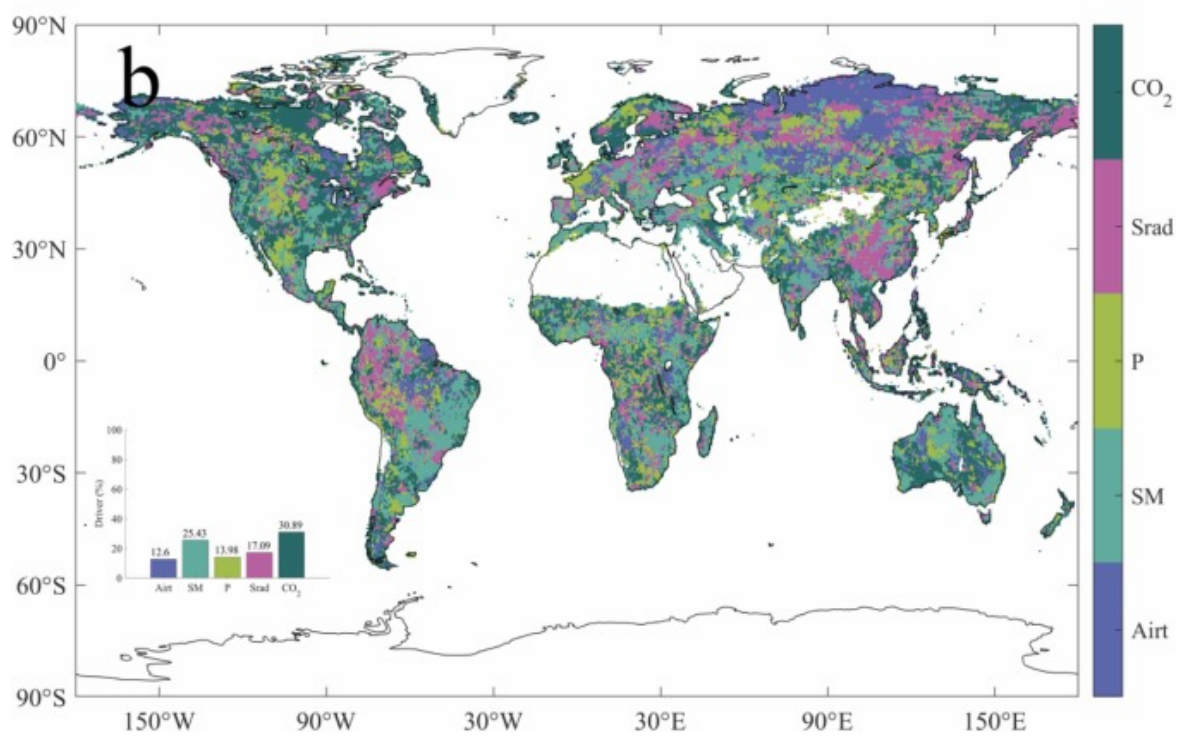 b
90°N
60°N
30°N
0°
30°S
60°S
90°S
150°W
90°W
30°W
30°E
90°E
150°E
CO₂
Srad
P
SM
Airt
Driver (%)
100
80
60
40
20
0
12.6
25.43
13.98
17.09
30.89
Airt
SM
P
Srad
CO₂